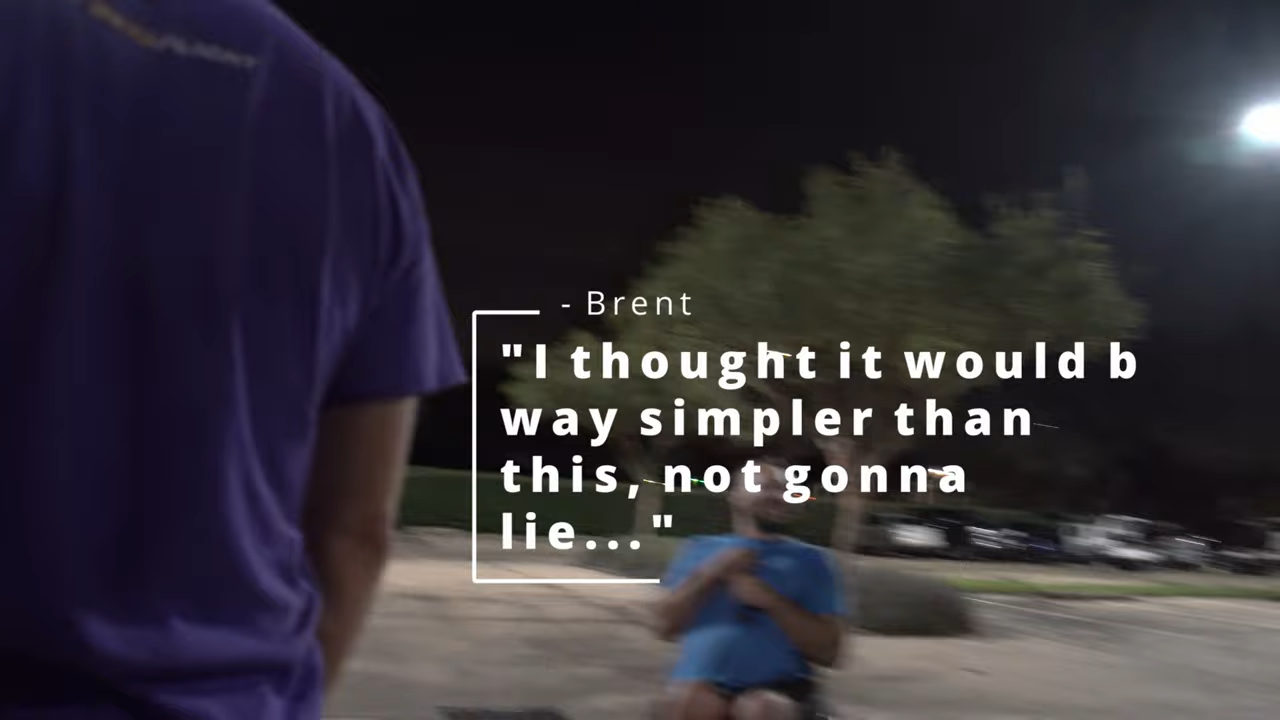 - Brent
"I thought it would b
way simpler than
this, not gonna
lie..."